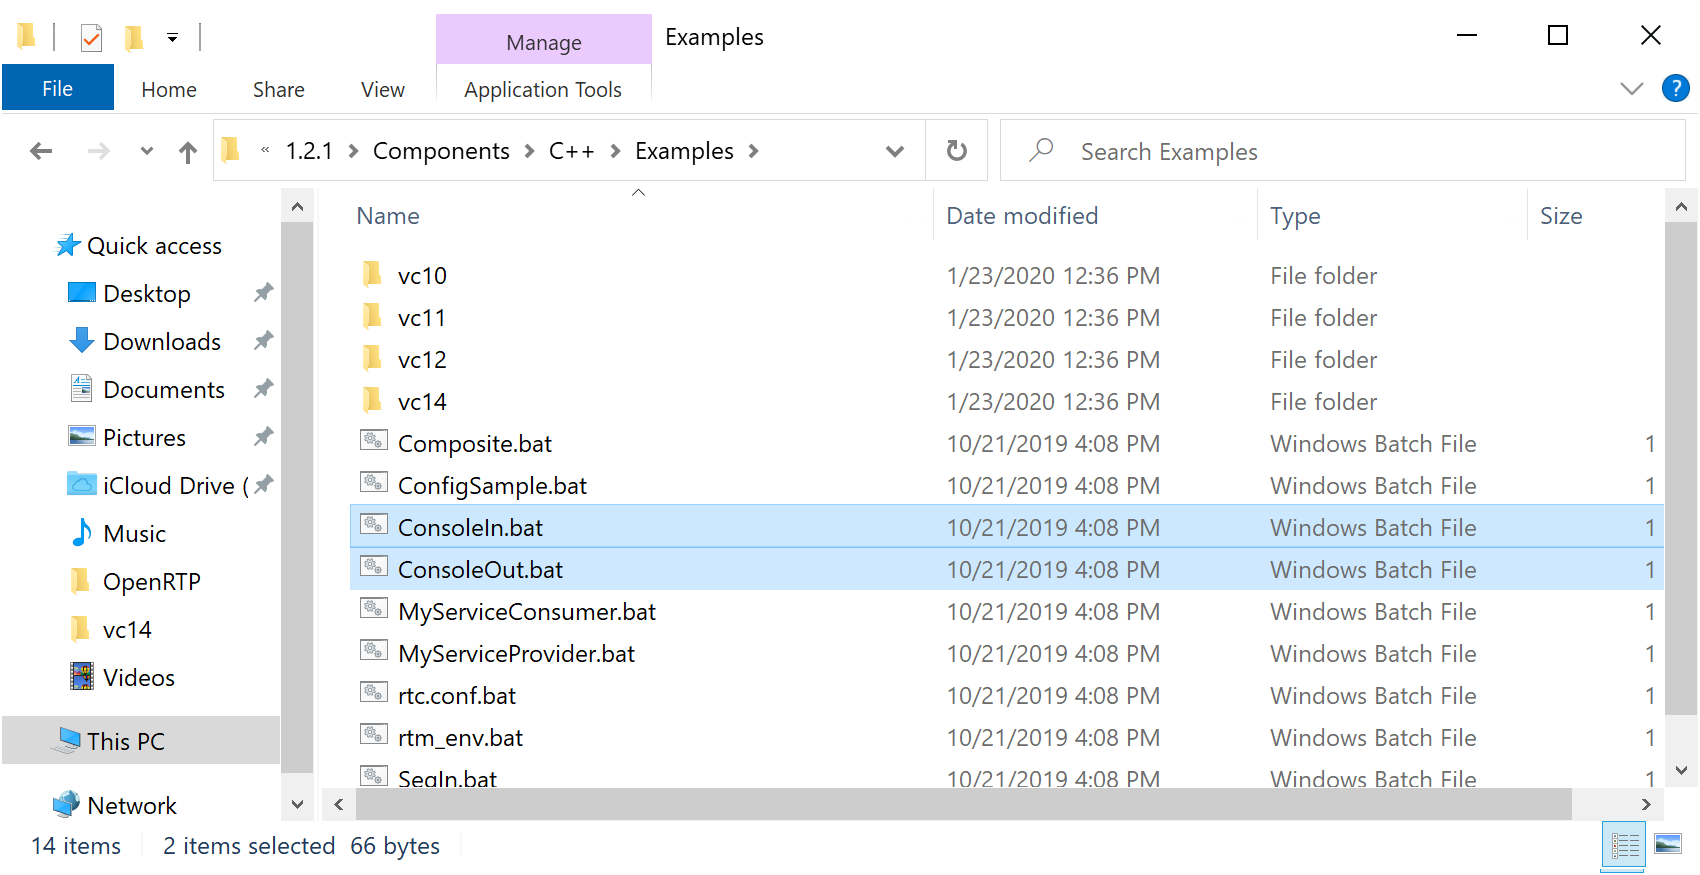 Manage
Examples
File
Home
Share
View
Application Tools
?
« 1.2.1 > Components > C++ > Examples >
Search Examples
Name
Date modified
Type
Size
Quick access
Desktop
Downloads
Documents
Pictures
iCloud Drive (
Music
OpenRTP
vc14
Videos
This PC
Network
vc10 1/23/2020 12:36 PM File folder
vc11 1/23/2020 12:36 PM File folder
vc12 1/23/2020 12:36 PM File folder
vc14 1/23/2020 12:36 PM File folder
Composite.bat 10/21/2019 4:08 PM Windows Batch File 1
ConfigSample.bat 10/21/2019 4:08 PM Windows Batch File 1
ConsoleIn.bat 10/21/2019 4:08 PM Windows Batch File 1
ConsoleOut.bat 10/21/2019 4:08 PM Windows Batch File 1
MyServiceConsumer.bat 10/21/2019 4:08 PM Windows Batch File 1
MyServiceProvider.bat 10/21/2019 4:08 PM Windows Batch File 1
rtc.conf.bat 10/21/2019 4:08 PM Windows Batch File 1
rtm_env.bat 10/21/2019 4:08 PM Windows Batch File 1
SeqIn.bat 10/21/2019 4:08 PM Windows Batch File 1
14 items
2 items selected 66 bytes